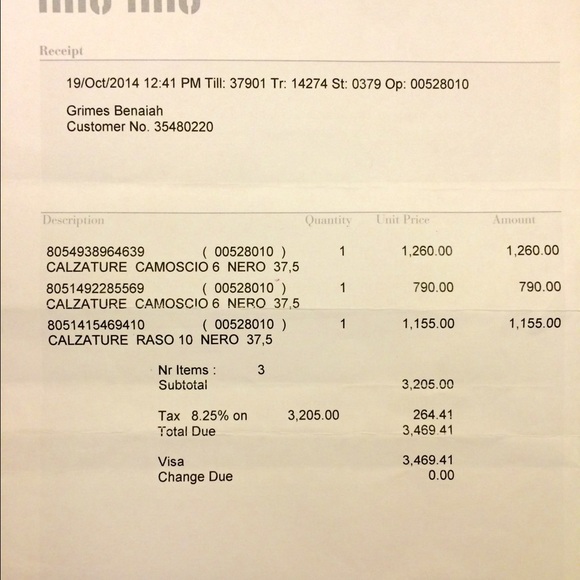 Receipt
19/Oct/2014 12:41 PM Till: 37901 Tr: 14274 St: 0379 Op: 00528010
Grimes Benaiah
Customer No. 35480220
Description Quantity Unit Price Amount
8054938964639 ( 00528010 ) 1 1,260.00 1,260.00
CALZATURE CAMOSCIO 6 NERO 37,5
8051492285569 ( 00528010 ) 1 790.00 790.00
CALZATURE CAMOSCIO 6 NERO 37,5
8051415469410 ( 00528010 ) 1 1,155.00 1,155.00
CALZATURE RASO 10 NERO 37,5
Nr Items : 3
Subtotal 3,205.00
Tax 8.25% on 3,205.00 264.41
Total Due 3,469.41
Visa 3,469.41
Change Due 0.00